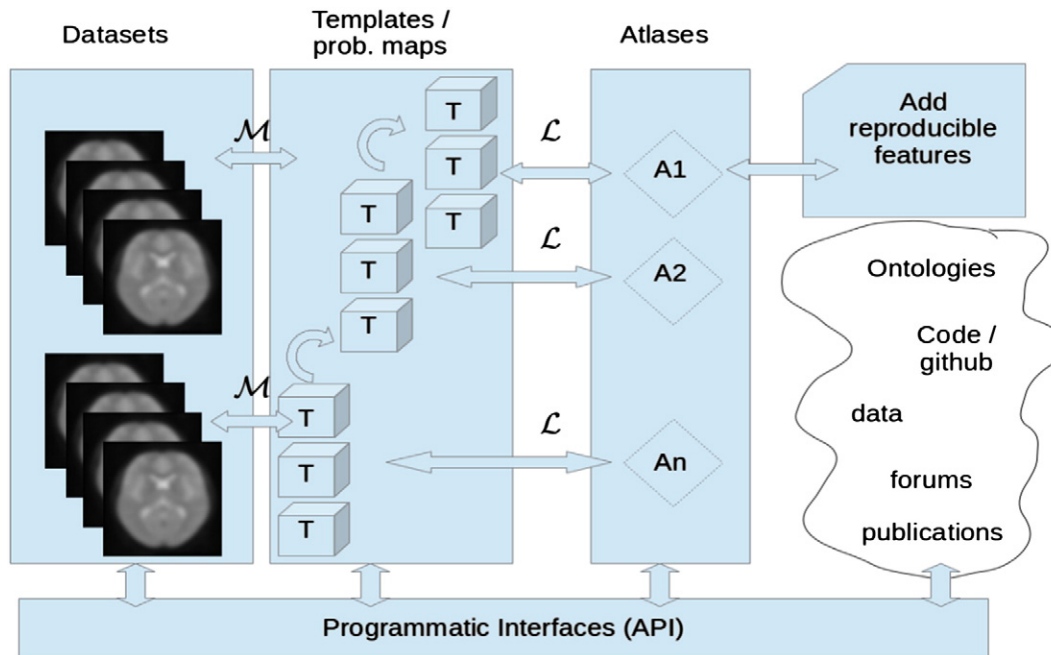 Datasets
Templates /
prob. maps
Atlases
Add
reproducible
features
ℳ
T
ℒ
T
A1
T
T
T
ℒ
T
A2
T
ℳ
T
ℒ
T
An
T
Ontologies
Code /
github
data
forums
publications
Programmatic Interfaces (API)